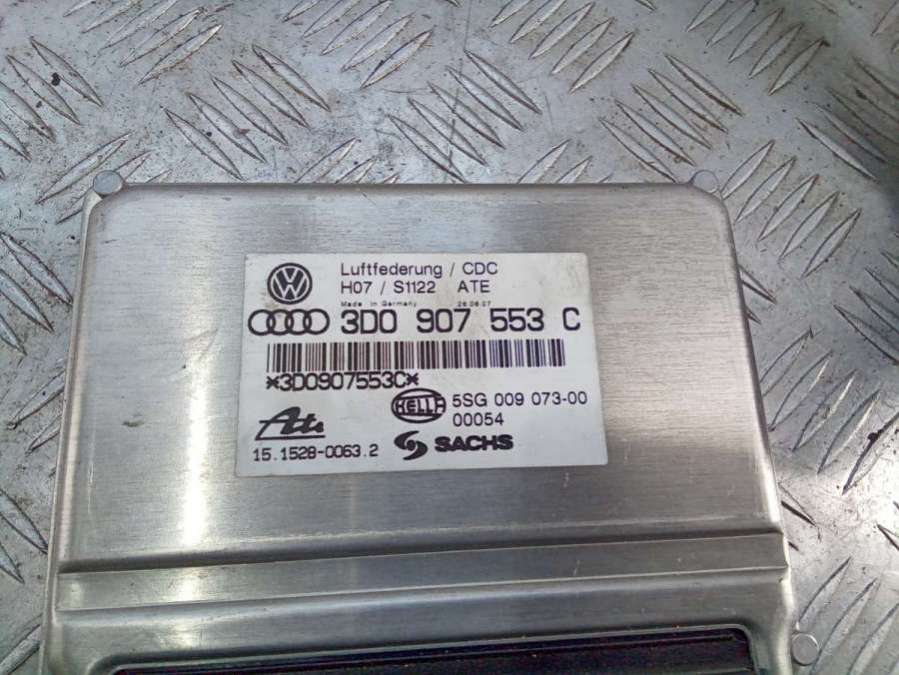 Luftfederung / CDC
H07 / S1122 ATE
Made in Germany 26.06.07
3D0 907 553 C
*3D0907553C*
HELLA 5SG 009 073-00
00054
Ate SACHS
15.1528-0063.2